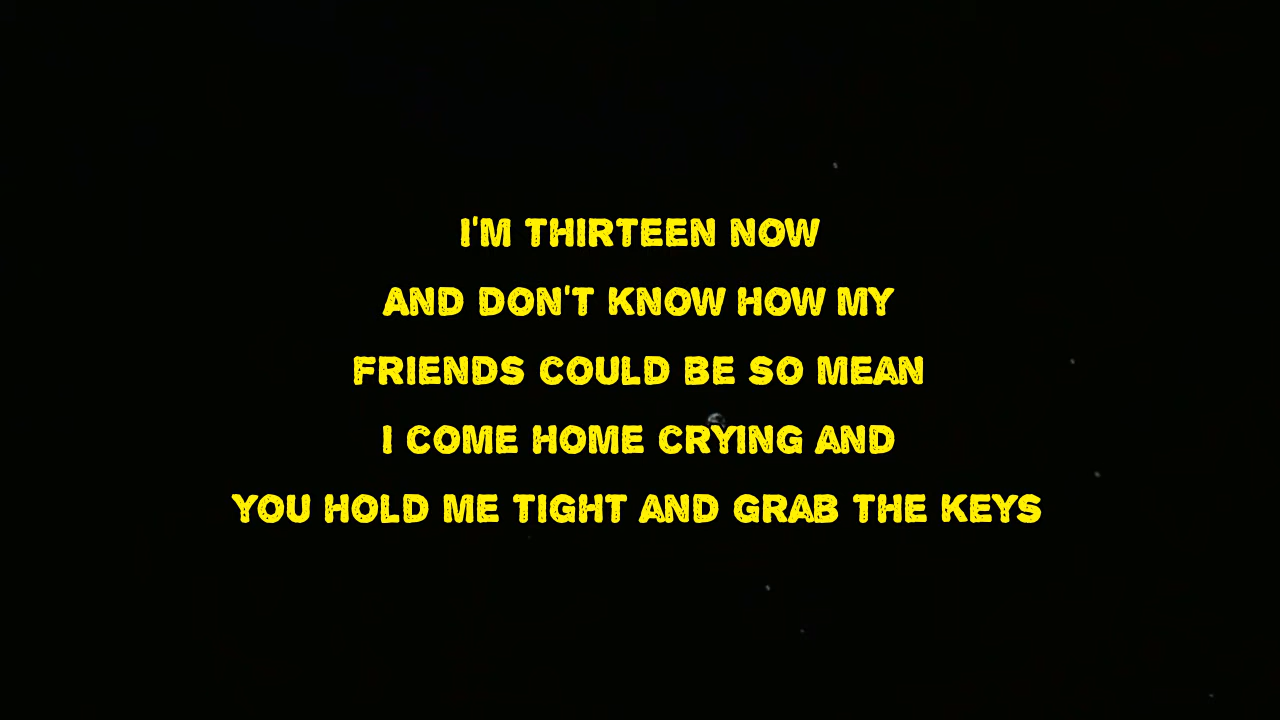 I'M THIRTEEN NOW
AND DON'T KNOW HOW MY
FRIENDS COULD BE SO MEAN
I COME HOME CRYING AND
YOU HOLD ME TIGHT AND GRAB THE KEYS